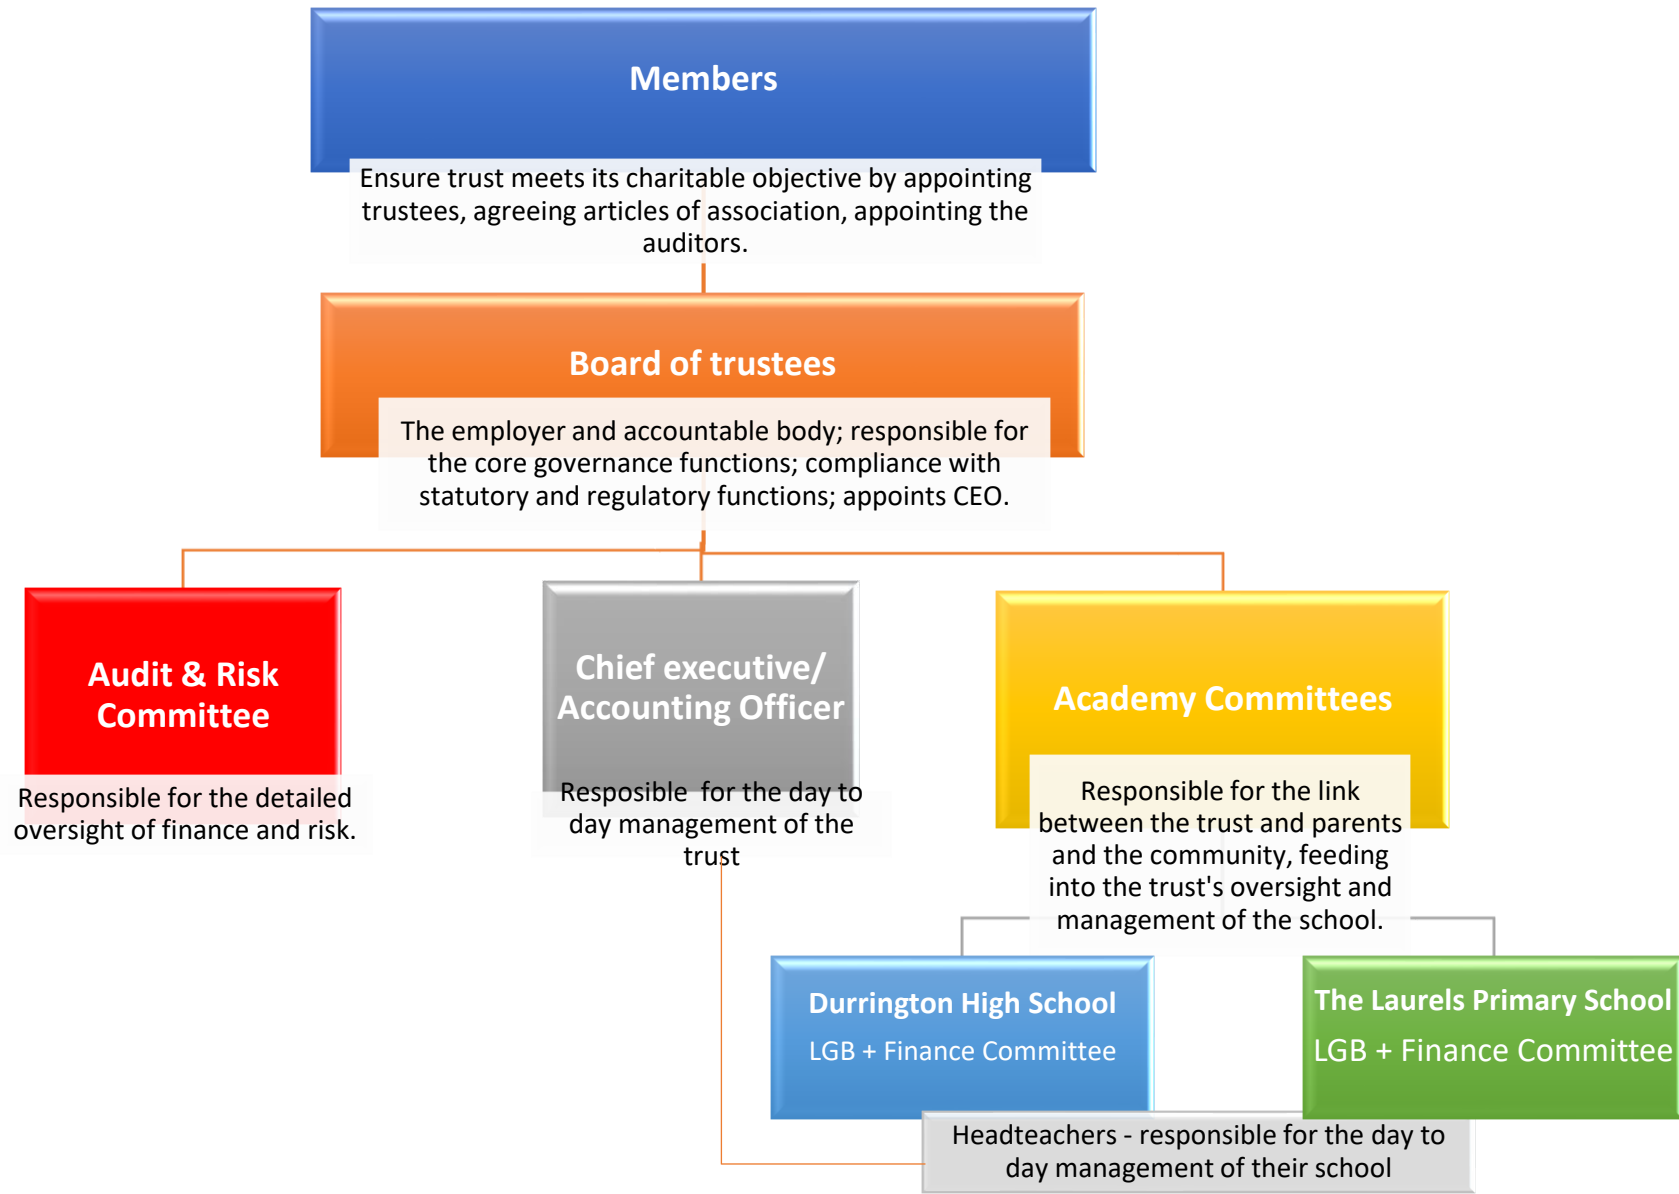 Members
Ensure trust meets its charitable objective by appointing
trustees, agreeing articles of association, appointing the
auditors.
Board of trustees
The employer and accountable body; responsible for
the core governance functions; compliance with
statutory and regulatory functions; appoints CEO.
Audit & Risk
Committee
Responsible for the detailed
oversight of finance and risk.
Chief executive/
Accounting Officer
Resposible  for the day to
day management of the
trust
Academy Committees
Responsible for the link
between the trust and parents
and the community, feeding
into the trust's oversight and
management of the school.
Durrington High School
LGB + Finance Committee
The Laurels Primary School
LGB + Finance Committee
Headteachers - responsible for the day to
day management of their school